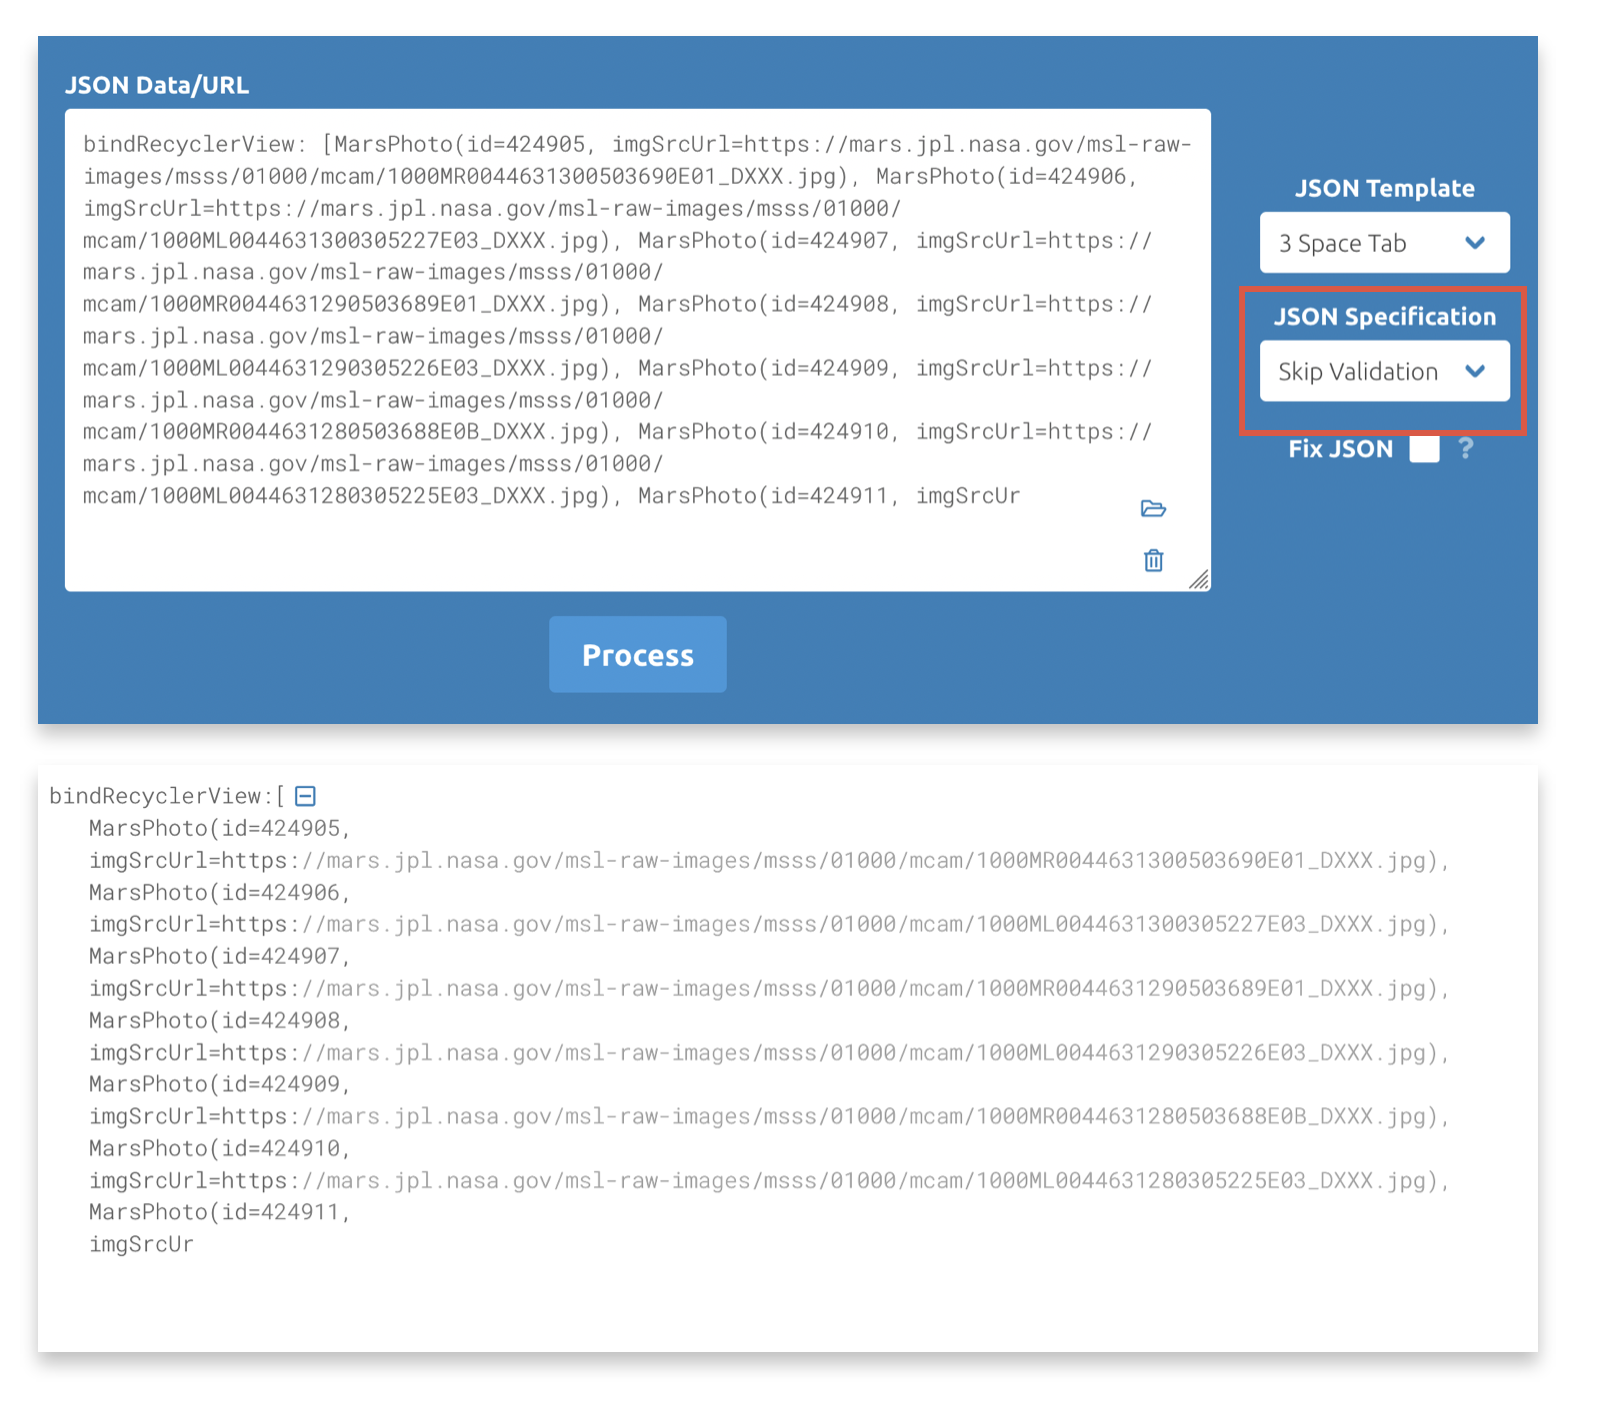 JSON Data/URL
bindRecyclerView: [MarsPhoto(id=424905, imgSrcUrl=https://mars.jpl.nasa.gov/msl-raw-
images/msss/01000/mcam/1000MR0044631300503690E01_DXXX.jpg), MarsPhoto(id=424906,
imgSrcUrl=https://mars.jpl.nasa.gov/msl-raw-images/msss/01000/
mcam/1000ML0044631300305227E03_DXXX.jpg), MarsPhoto(id=424907, imgSrcUrl=https://
mars.jpl.nasa.gov/msl-raw-images/msss/01000/
mcam/1000MR0044631290503689E01_DXXX.jpg), MarsPhoto(id=424908, imgSrcUrl=https://
mars.jpl.nasa.gov/msl-raw-images/msss/01000/
mcam/1000ML0044631290305226E03_DXXX.jpg), MarsPhoto(id=424909, imgSrcUrl=https://
mars.jpl.nasa.gov/msl-raw-images/msss/01000/
mcam/1000MR0044631280503688E0B_DXXX.jpg), MarsPhoto(id=424910, imgSrcUrl=https://
mars.jpl.nasa.gov/msl-raw-images/msss/01000/
mcam/1000ML0044631280305225E03_DXXX.jpg), MarsPhoto(id=424911, imgSrcUr
JSON Template
3 Space Tab
JSON Specification
Skip Validation
Fix JSON ?
Process
bindRecyclerView:[
MarsPhoto(id=424905,
imgSrcUrl=https://mars.jpl.nasa.gov/msl-raw-images/msss/01000/mcam/1000MR0044631300503690E01_DXXX.jpg),
MarsPhoto(id=424906,
imgSrcUrl=https://mars.jpl.nasa.gov/msl-raw-images/msss/01000/mcam/1000ML0044631300305227E03_DXXX.jpg),
MarsPhoto(id=424907,
imgSrcUrl=https://mars.jpl.nasa.gov/msl-raw-images/msss/01000/mcam/1000MR0044631290503689E01_DXXX.jpg),
MarsPhoto(id=424908,
imgSrcUrl=https://mars.jpl.nasa.gov/msl-raw-images/msss/01000/mcam/1000ML0044631290305226E03_DXXX.jpg),
MarsPhoto(id=424909,
imgSrcUrl=https://mars.jpl.nasa.gov/msl-raw-images/msss/01000/mcam/1000MR0044631280503688E0B_DXXX.jpg),
MarsPhoto(id=424910,
imgSrcUrl=https://mars.jpl.nasa.gov/msl-raw-images/msss/01000/mcam/1000ML0044631280305225E03_DXXX.jpg),
MarsPhoto(id=424911,
imgSrcUr